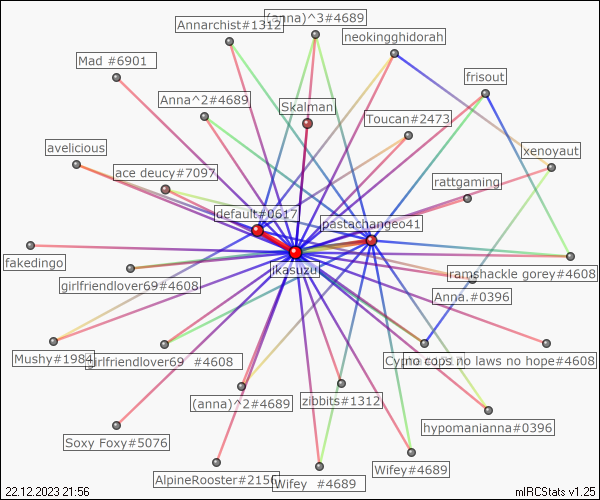 Annarchist#1312
(anna)^3#4689
neokingghidorah
Mad #6901
frisout
Anna^2#4689
Skalman
Toucan#2473
avelicious
xenoyaut
ace deucy#7097
rattgaming
default#0617
pastachangeo41
fakedingo
jikasuzu
ramshackle gorey#4608
girlfriendlover69#4608
Anna.#0396
Mushy#1984
girlfriendlover69 #4608
cops no laws no hope#4608
(anna)^2#4689
zibbits#1312
hypomanianna#0396
Soxy Foxy#5076
AlpineRooster#2156
Wifey #4689
Wifey#4689
22.12.2023 21:56
mIRCStats v1.25